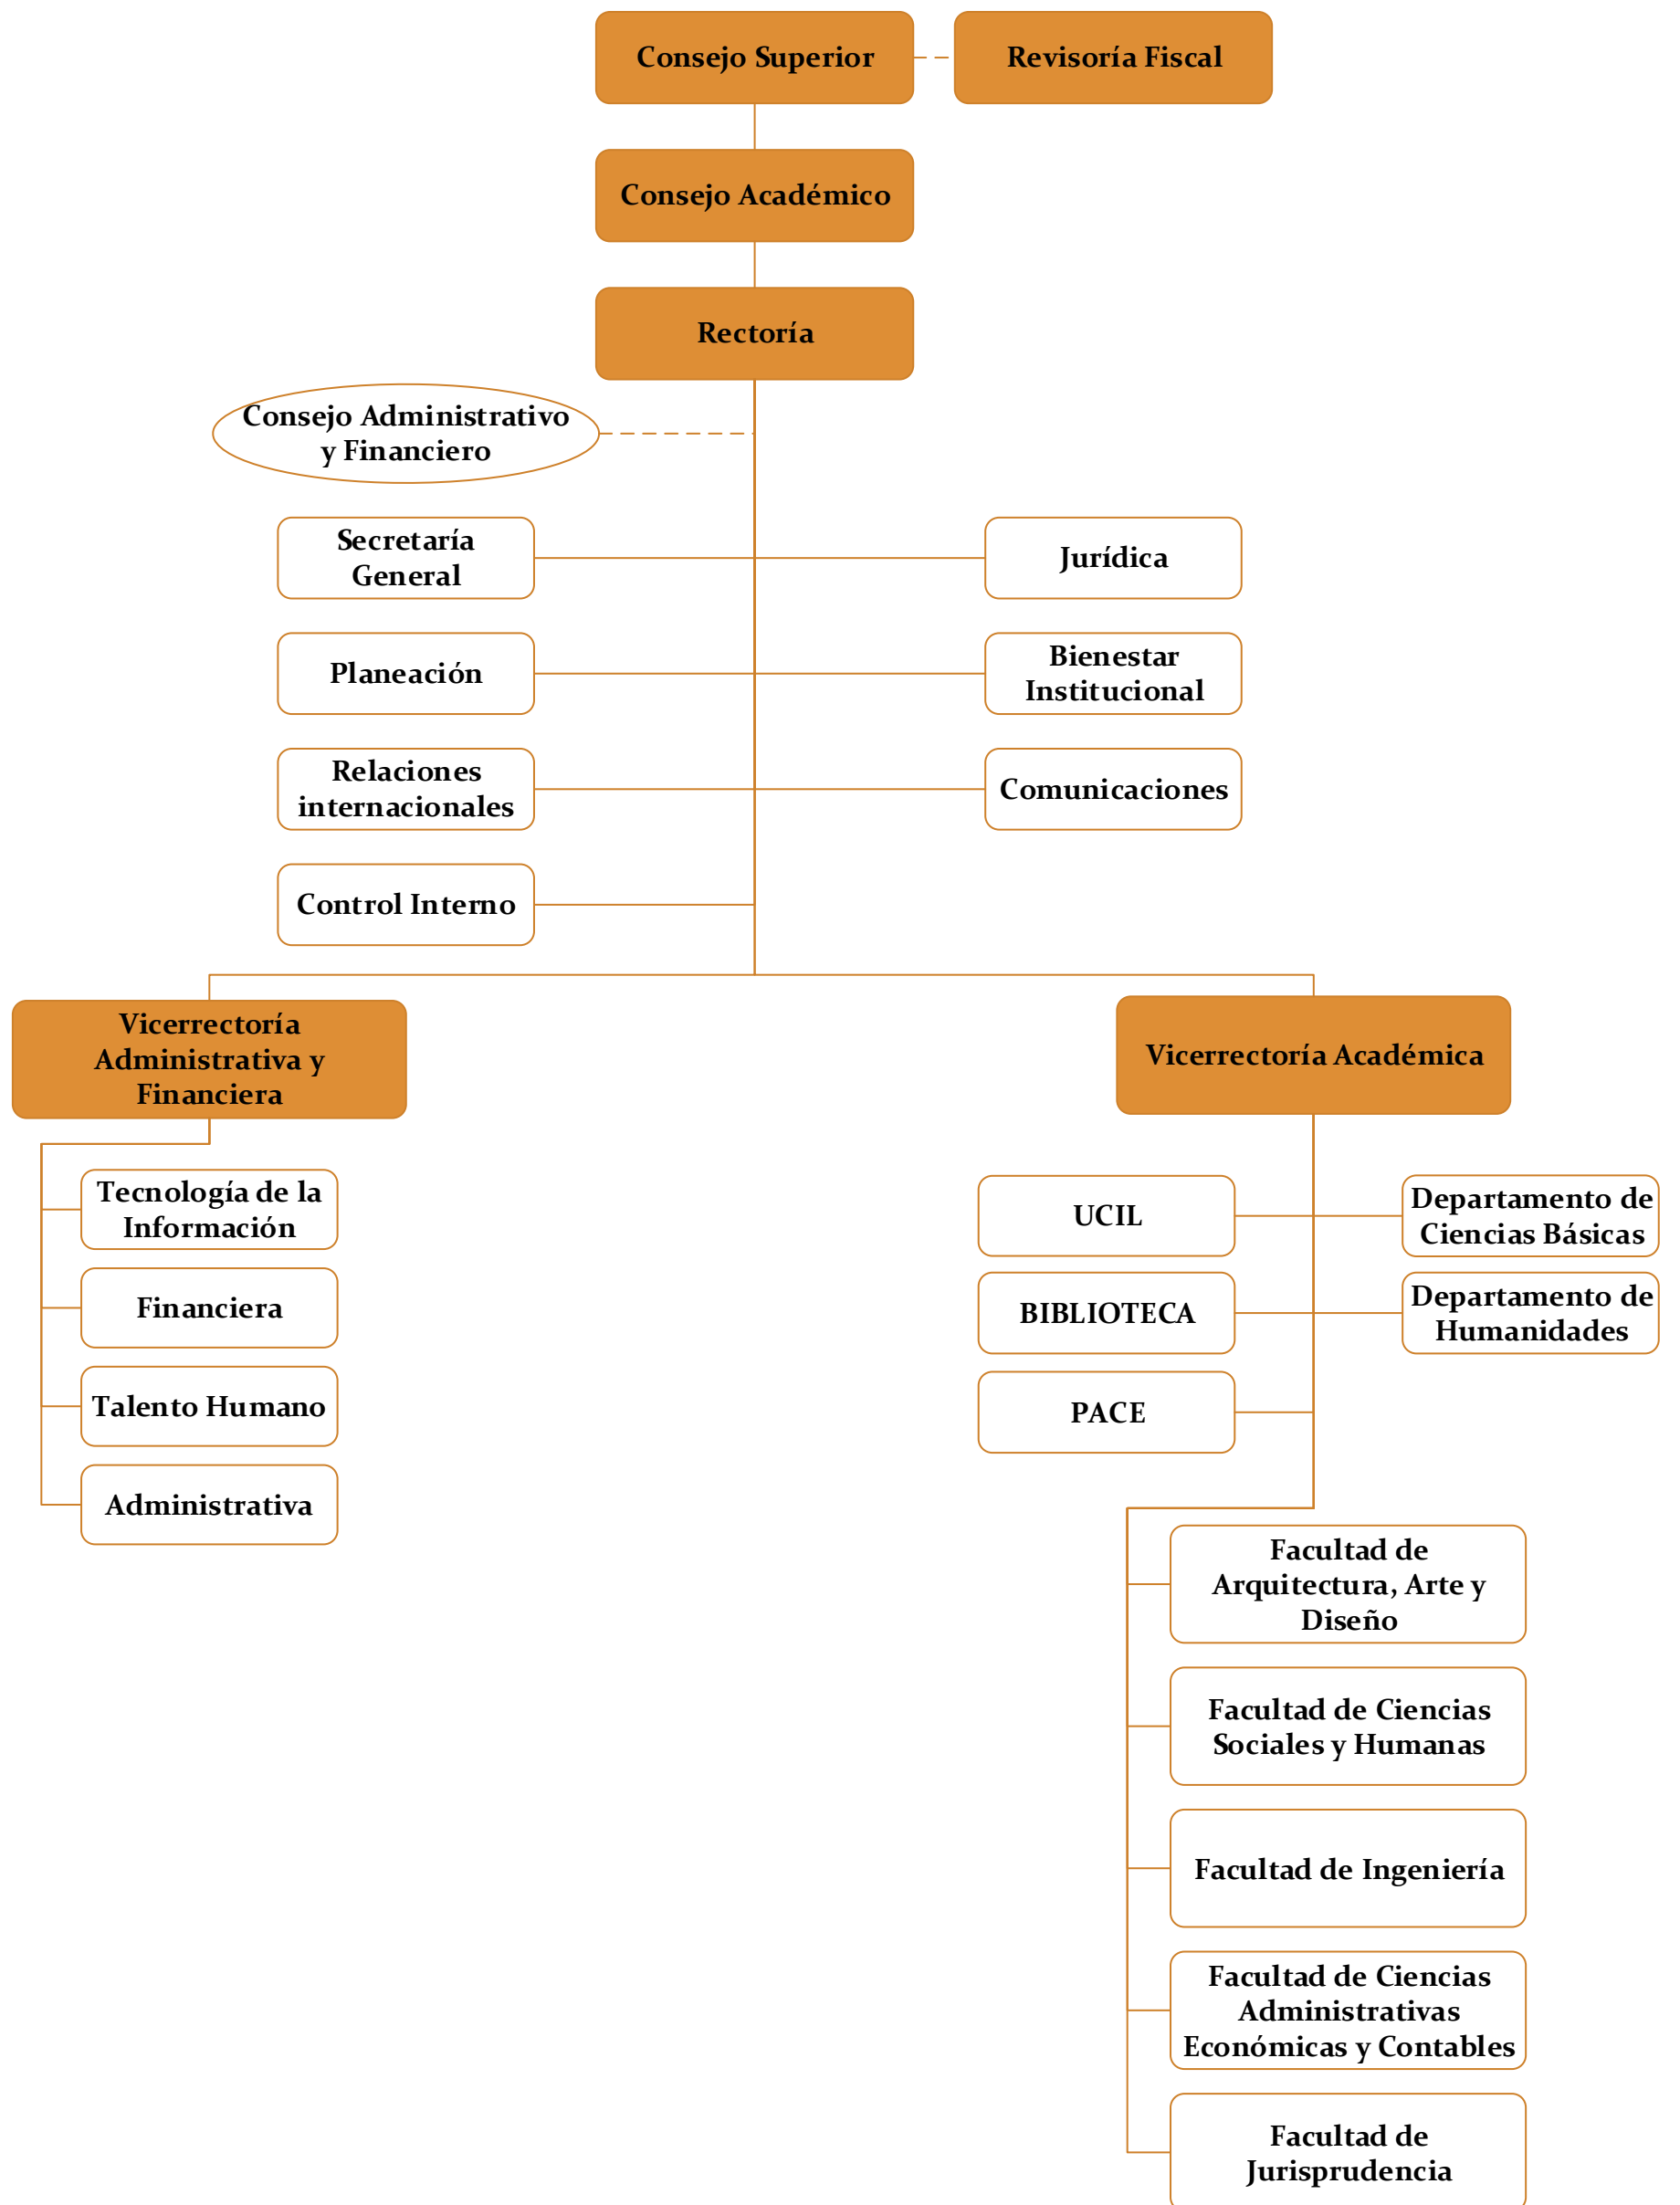 Consejo Superior
Revisoría Fiscal
Consejo Académico
Rectoría
Consejo Administrativo
y Financiero
Secretaría
General
Jurídica
Planeación
Bienestar
Institucional
Relaciones
internacionales
Comunicaciones
Control Interno
Vicerrectoría
Administrativa y
Financiera
Vicerrectoría Académica
Tecnología de la
Información
Financiera
Talento Humano
Administrativa
UCIL
Departamento de
Ciencias Básicas
BIBLIOTECA
Departamento de
Humanidades
PACE
Facultad de
Arquitectura, Arte y
Diseño
Facultad de Ciencias
Sociales y Humanas
Facultad de Ingeniería
Facultad de Ciencias
Administrativas
Económicas y Contables
Facultad de
Jurisprudencia